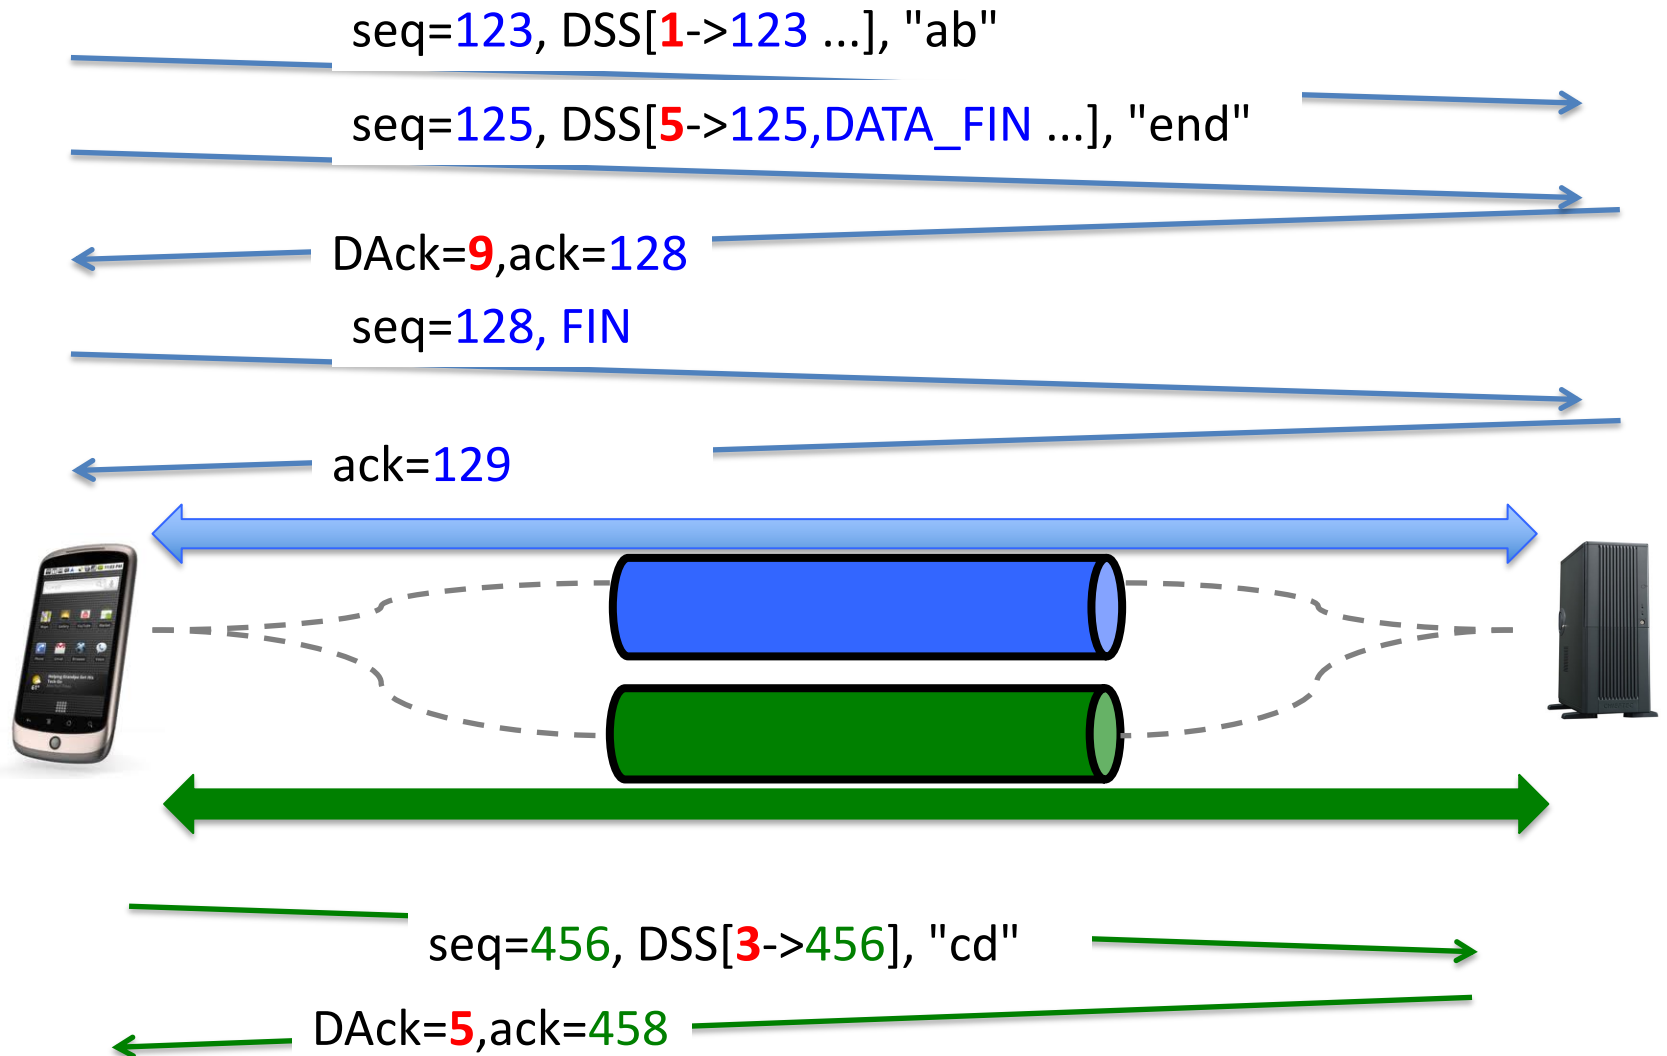 seq=123, DSS[1->123 ...], "ab"
seq=125, DSS[5->125,DATA_FIN ...], "end"
DAck=9,ack=128
seq=128, FIN
ack=129
seq=456, DSS[3->456], "cd"
DAck=5,ack=458